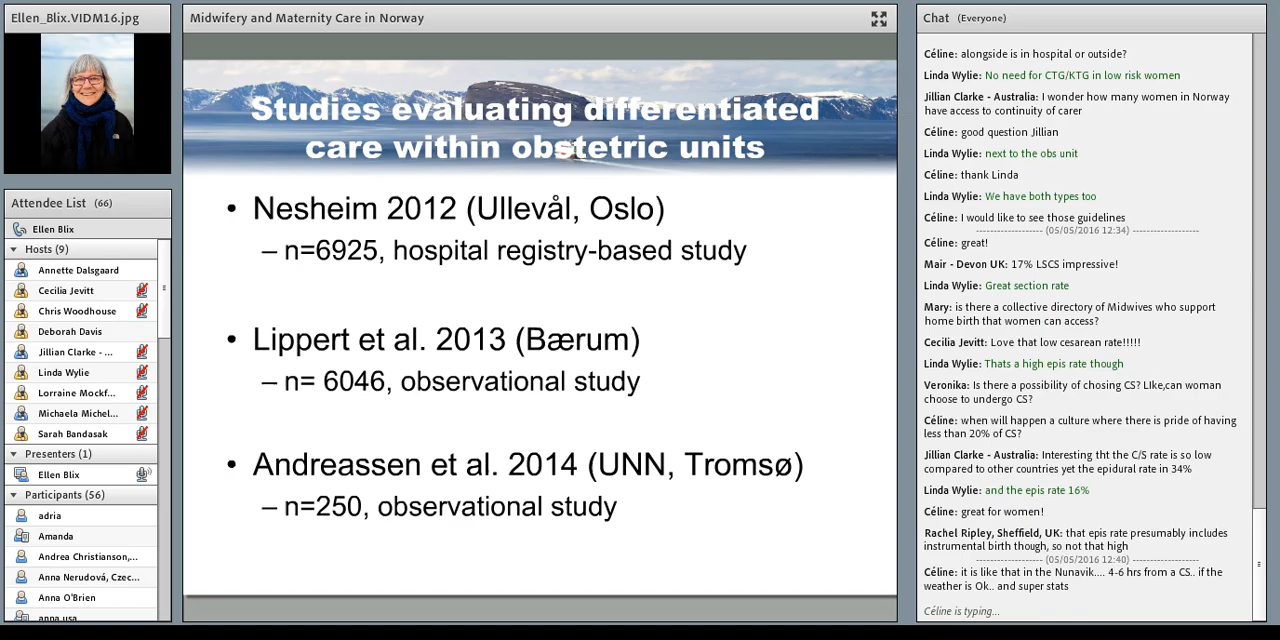 Ellen_Blix.VIDM16.jpg
Attendee List (66)
Ellen Blix
Hosts (9)
Annette Dalsgaard
Cecilia Jevitt
Chris Woodhouse
Deborah Davis
Jillian Clarke - ...
Linda Wylie
Lorraine Mockf...
Michaela Michel...
Sarah Bandasak
Presenters (1)
Ellen Blix
Participants (56)
adria
Amanda
Andrea Christianson,...
Anna Nerudová, Czec...
Anna O'Brien
anna usa
Midwifery and Maternity Care in Norway
Studies evaluating differentiated
care within obstetric units
• Nesheim 2012 (Ullevål, Oslo)
– n=6925, hospital registry-based study
• Lippert et al. 2013 (Bærum)
– n= 6046, observational study
• Andreassen et al. 2014 (UNN, Tromsø)
– n=250, observational study
Chat (Everyone)
Céline: alongside is in hospital or outside?
Linda Wylie: No need for CTG/KTG in low risk women
Jillian Clarke - Australia: I wonder how many women in Norway
have access to continuity of carer
Céline: good question Jillian
Linda Wylie: next to the obs unit
Céline: thank Linda
Linda Wylie: We have both types too
Céline: I would like to see those guidelines
------------------- (05/05/2016 12:34) -------------------
Céline: great!
Mair - Devon UK: 17% LSCS impressive!
Linda Wylie: Great section rate
Mary: is there a collective directory of Midwives who support
home birth that women can access?
Cecilia Jevitt: Love that low cesarean rate!!!!!
Linda Wylie: Thats a high epis rate though
Veronika: Is there a possibility of chosing CS? LIke,can woman
choose to undergo CS?
Céline: when will happen a culture where there is pride of having
less than 20% of CS?
Jillian Clarke - Australia: Interesting tht the C/S rate is so low
compared to other countries yet the epidural rate in 34%
Linda Wylie: and the epis rate 16%
Céline: great for women!
Rachel Ripley, Sheffield, UK: that epis rate presumably includes
instrumental birth though, so not that high
------------------- (05/05/2016 12:40) -------------------
Céline: it is like that in the Nunavik.... 4-6 hrs from a CS.. if the
weather is Ok.. and super stats
Céline is typing...